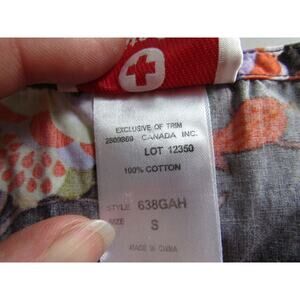 EXCLUSIVE OF TRIM
2809869 CANADA INC.
LOT 12350
100% COTTON
STYLE 638GAH
SIZE S
MADE IN CHINA